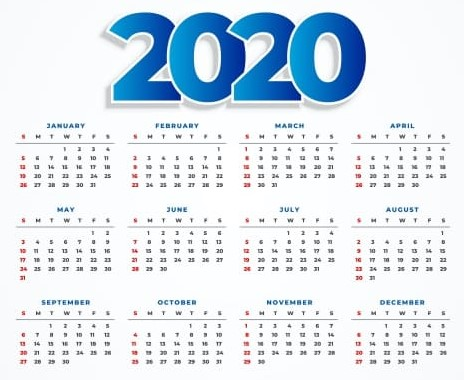 2020
JANUARY
S M T W T F S
1 2 3 4
5 6 7 8 9 10 11
12 13 14 15 16 17 18
19 20 21 22 23 24 25
26 27 28 29 30 31
FEBRUARY
S M T W T F S
1
2 3 4 5 6 7 8
9 10 11 12 13 14 15
16 17 18 19 20 21 22
23 24 25 26 27 28 29
MARCH
S M T W T F S
1 2 3 4 5 6 7
8 9 10 11 12 13 14
15 16 17 18 19 20 21
22 23 24 25 26 27 28
29 30 31
APRIL
S M T W T F S
1 2 3 4
5 6 7 8 9 10 11
12 13 14 15 16 17 18
19 20 21 22 23 24 25
26 27 28 29 30
MAY
S M T W T F S
1 2
3 4 5 6 7 8 9
10 11 12 13 14 15 16
17 18 19 20 21 22 23
24 25 26 27 28 29 30
31
JUNE
S M T W T F S
1 2 3 4 5 6
7 8 9 10 11 12 13
14 15 16 17 18 19 20
21 22 23 24 25 26 27
28 29 30
JULY
S M T W T F S
1 2 3 4
5 6 7 8 9 10 11
12 13 14 15 16 17 18
19 20 21 22 23 24 25
26 27 28 29 30 31
AUGUST
S M T W T F S
1
2 3 4 5 6 7 8
9 10 11 12 13 14 15
16 17 18 19 20 21 22
23 24 25 26 27 28 29
30 31
SEPTEMBER
S M T W T F S
1 2 3 4 5
6 7 8 9 10 11 12
13 14 15 16 17 18 19
20 21 22 23 24 25 26
27 28 29 30
OCTOBER
S M T W T F S
1 2 3
4 5 6 7 8 9 10
11 12 13 14 15 16 17
18 19 20 21 22 23 24
25 26 27 28 29 30 31
NOVEMBER
S M T W T F S
1 2 3 4 5 6 7
8 9 10 11 12 13 14
15 16 17 18 19 20 21
22 23 24 25 26 27 28
29 30
DECEMBER
S M T W T F S
1 2 3 4 5
6 7 8 9 10 11 12
13 14 15 16 17 18 19
20 21 22 23 24 25 26
27 28 29 30 31